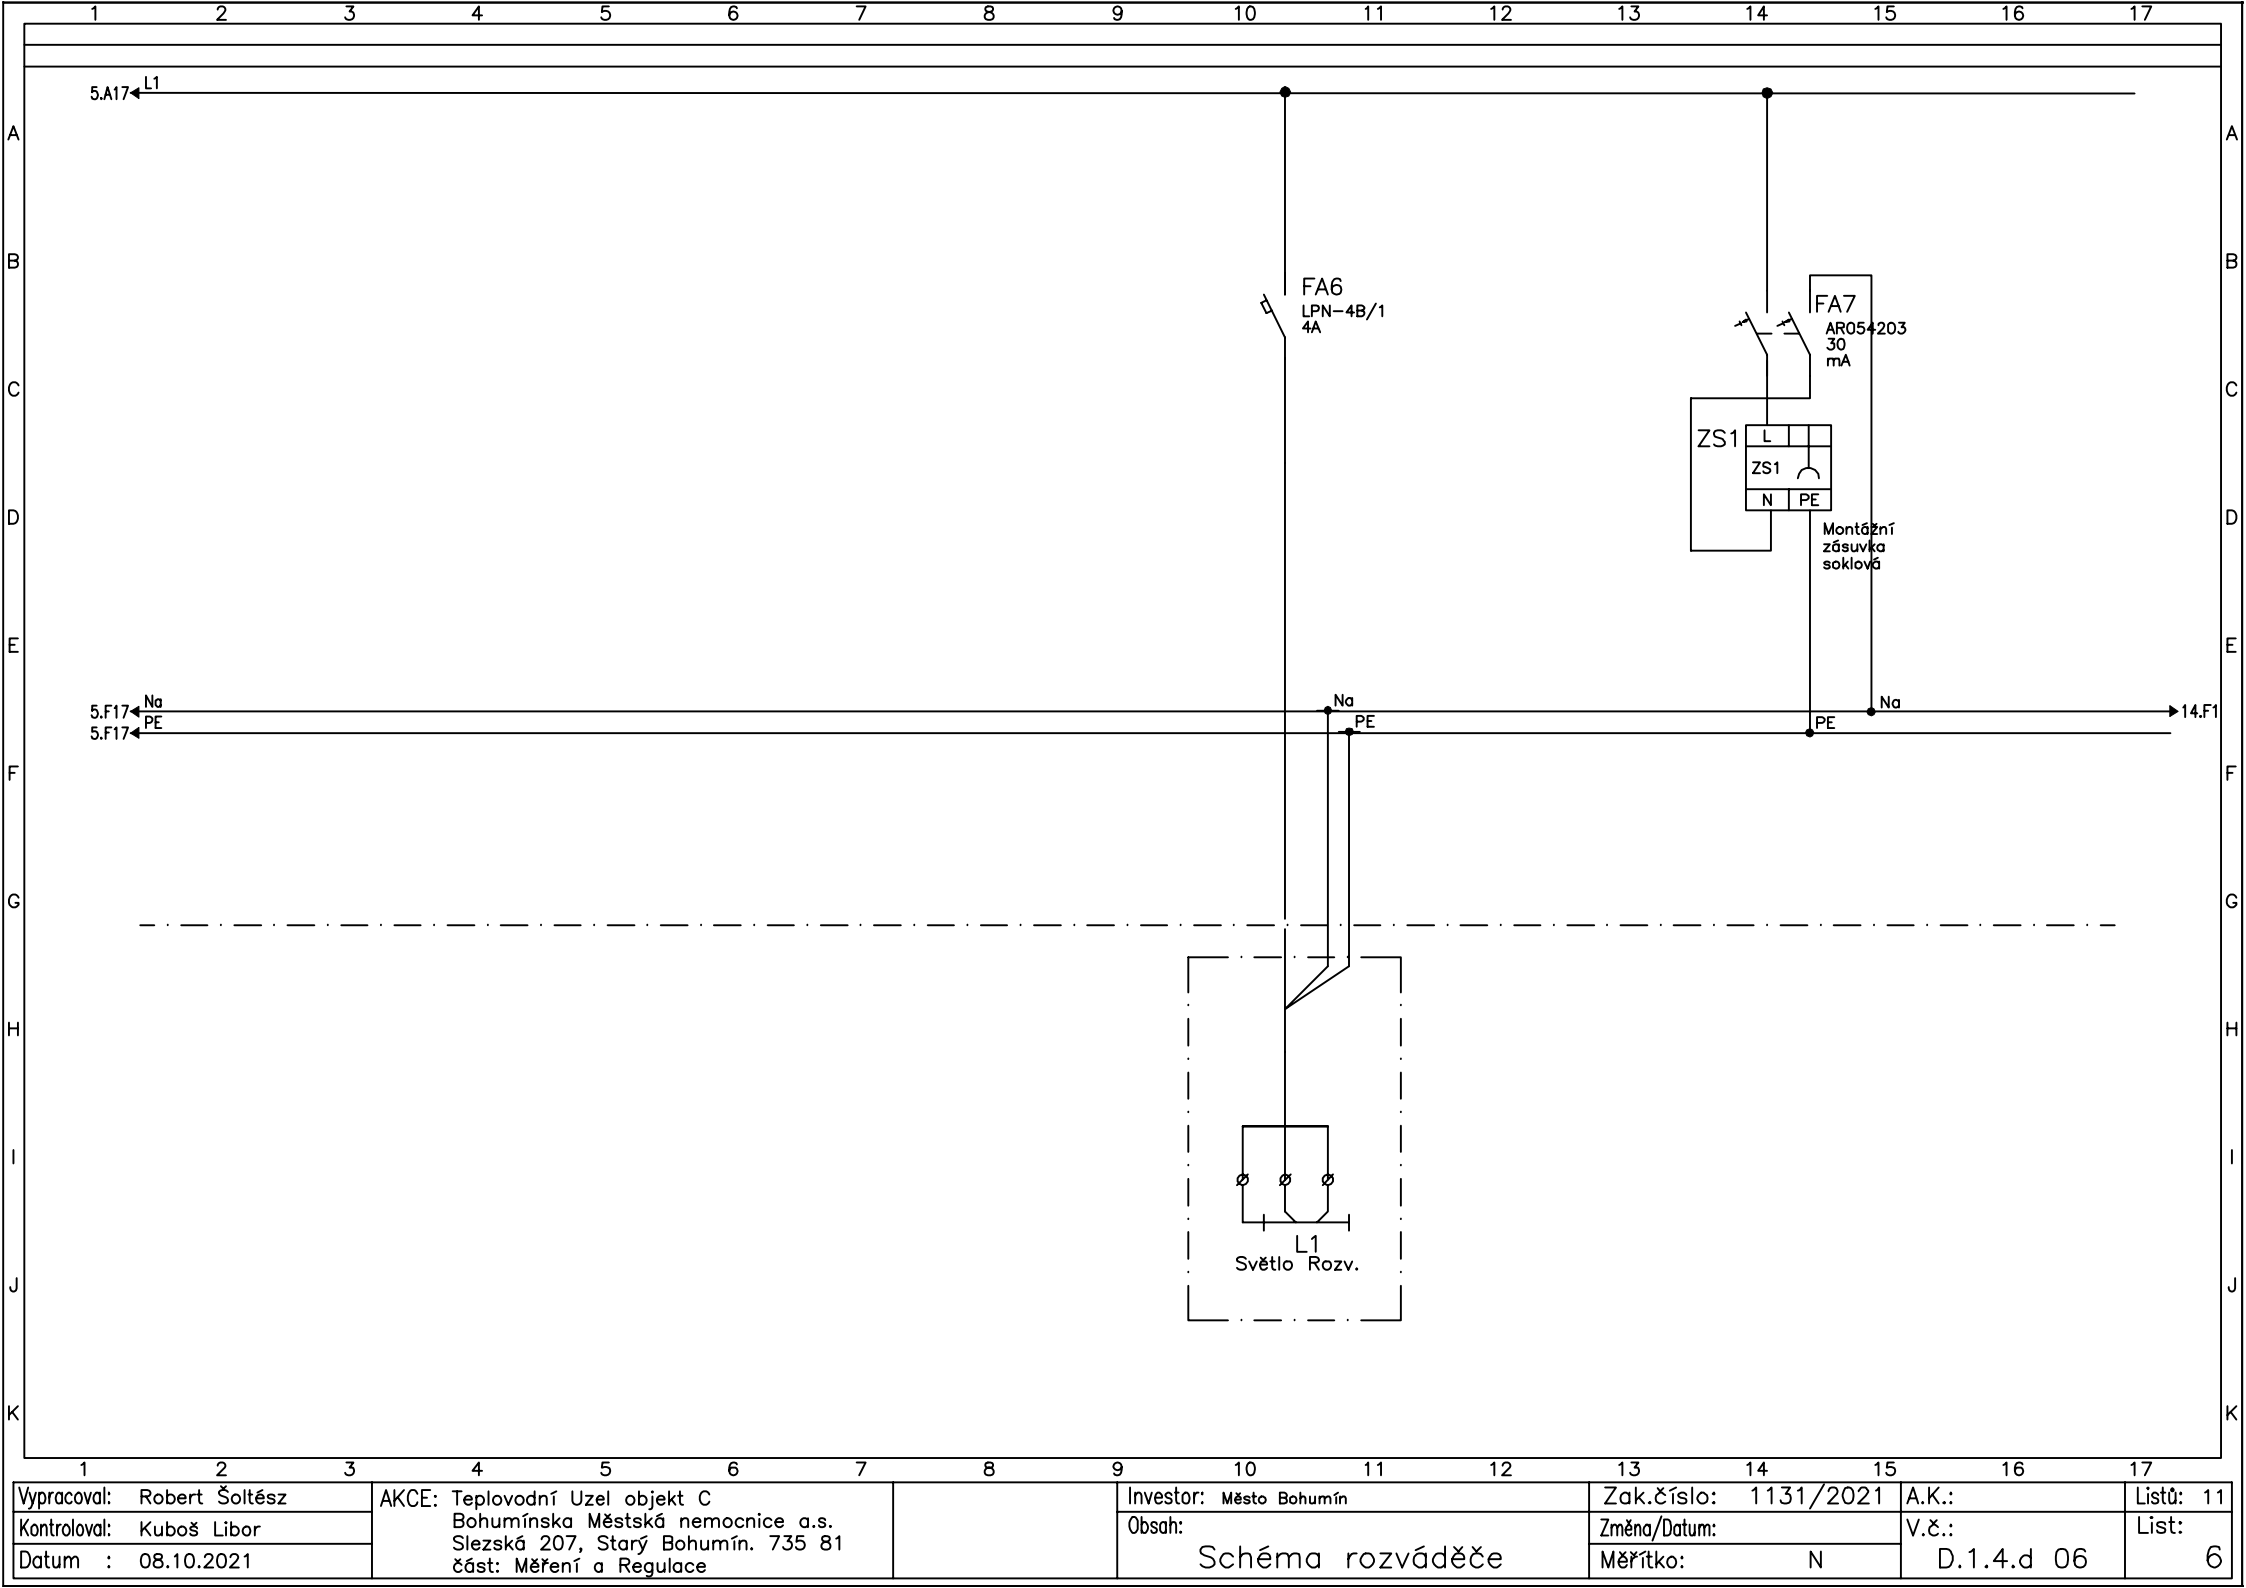 1 2 3 4 5 6 7 8 9 10 11 12 13 14 15 16 17
5.A17 L1
A A
B B
FA6
LPN-4B/1
4A
FA7
AR054203
30
mA
C C
ZS1 L
ZS1
N PE
D D
Montážní
zásuvka
soklová
E E
5.F17 Na Na Na 14.F1
5.F17 PE PE PE
F F
G G
H H
I I
L1
Světlo Rozv.
J J
K K
1 2 3 4 5 6 7 8 9 10 11 12 13 14 15 16 17
Vypracoval: Robert Šoltész
Kontroloval: Kuboš Libor
Datum : 08.10.2021
AKCE: Teplovodní Uzel objekt C
Bohumínska Městská nemocnice a.s.
Slezská 207, Starý Bohumín. 735 81
část: Měření a Regulace
Investor: Město Bohumín
Obsah:
Schéma rozváděče
Zak.číslo: 1131/2021
Změna/Datum:
Měřítko: N
A.K.:
V.č.:
D.1.4.d 06
Listů: 11
List:
6